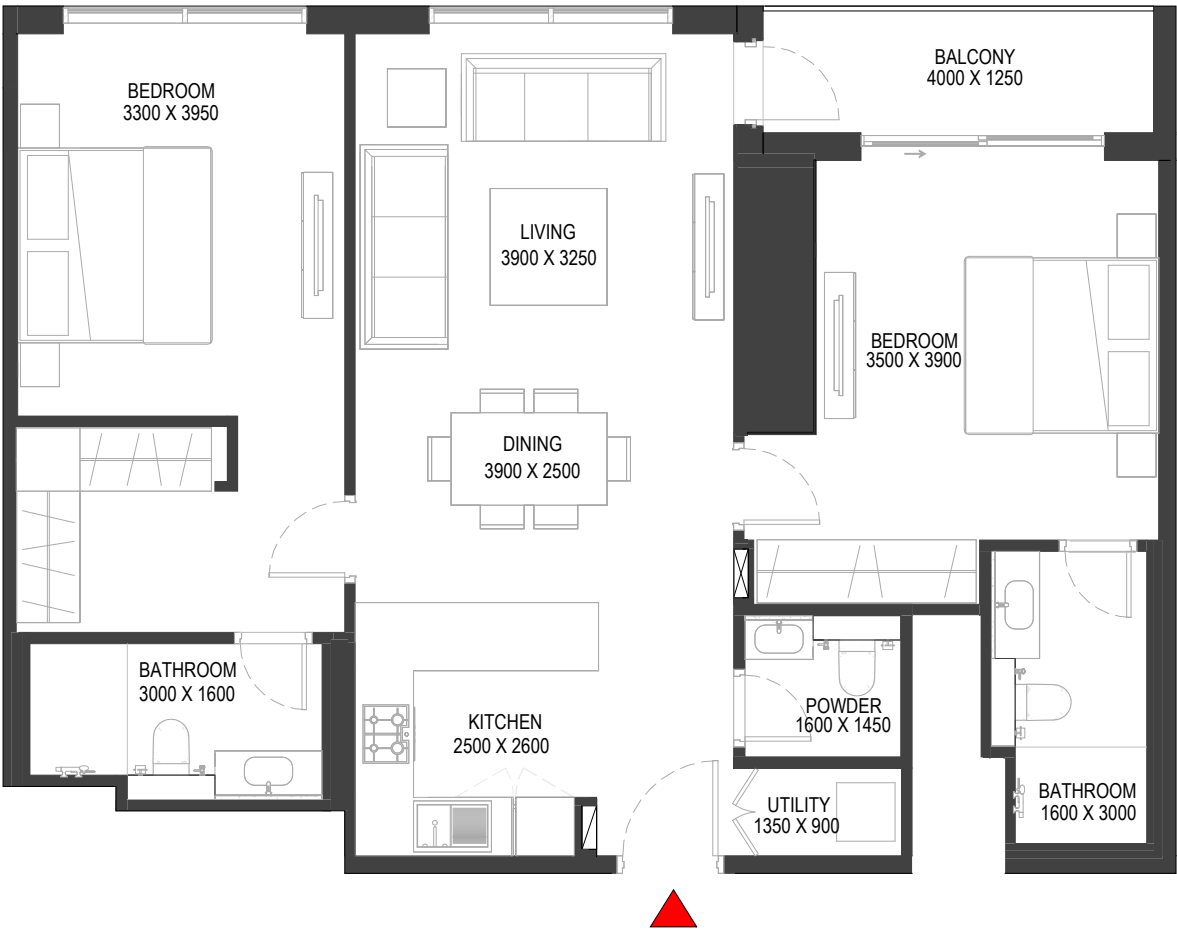 BALCONY
4000 X 1250
BEDROOM
3300 X 3950
LIVING
3900 X 3250
BEDROOM
3500 X 3900
DINING
3900 X 2500
BATHROOM
3000 X 1600
KITCHEN
2500 X 2600
POWDER
1600 X 1450
UTILITY
1350 X 900
BATHROOM
1600 X 3000